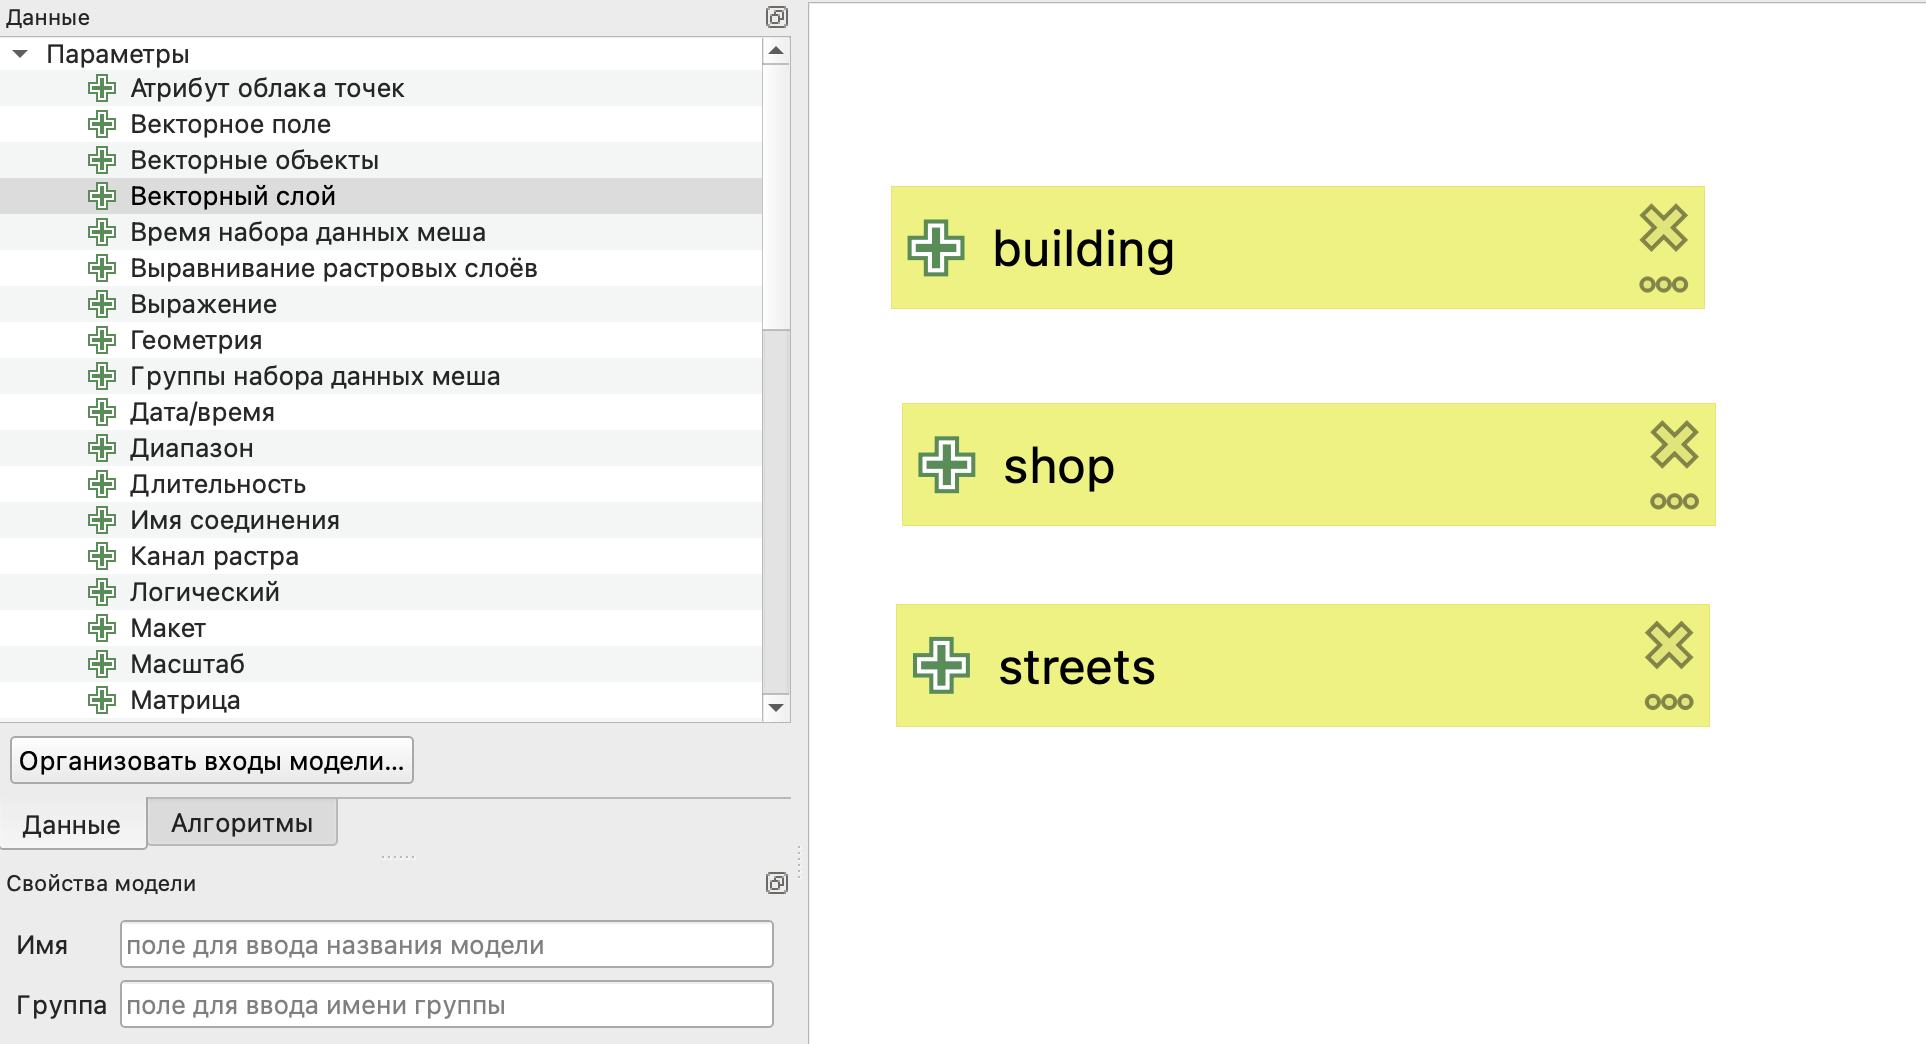 Данные
Параметры
Атрибут облака точек
Векторное поле
Векторные объекты
Векторный слой
Время набора данных меша
Выравнивание растровых слоёв
Выражение
Геометрия
Группы набора данных меша
Дата/время
Диапазон
Длительность
Имя соединения
Канал растра
Логический
Макет
Масштаб
Матрица
Организовать входы модели...
Данные
Алгоритмы
Свойства модели
Имя
поле для ввода названия модели
Группа
поле для ввода имени группы
building
shop
streets